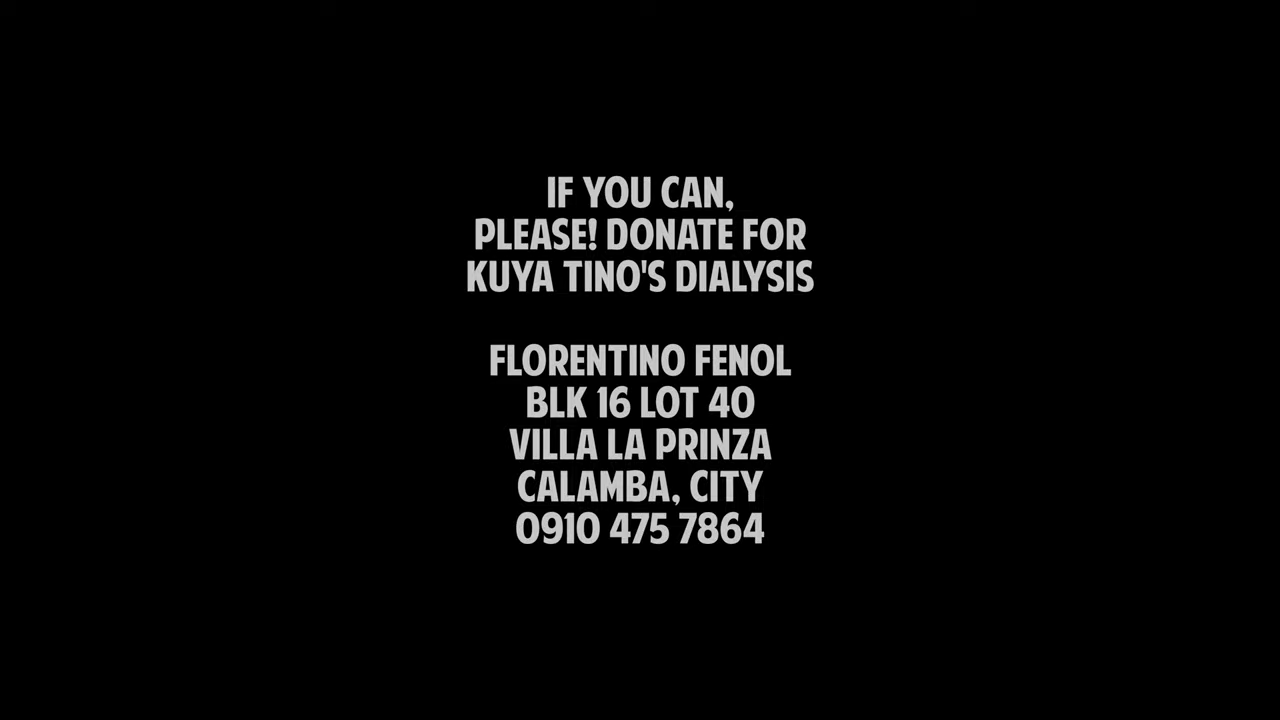 IF YOU CAN,
PLEASE! DONATE FOR
KUYA TINO'S DIALYSIS
FLORENTINO FENOL
BLK 16 LOT 40
VILLA LA PRINZA
CALAMBA, CITY
0910 475 7864